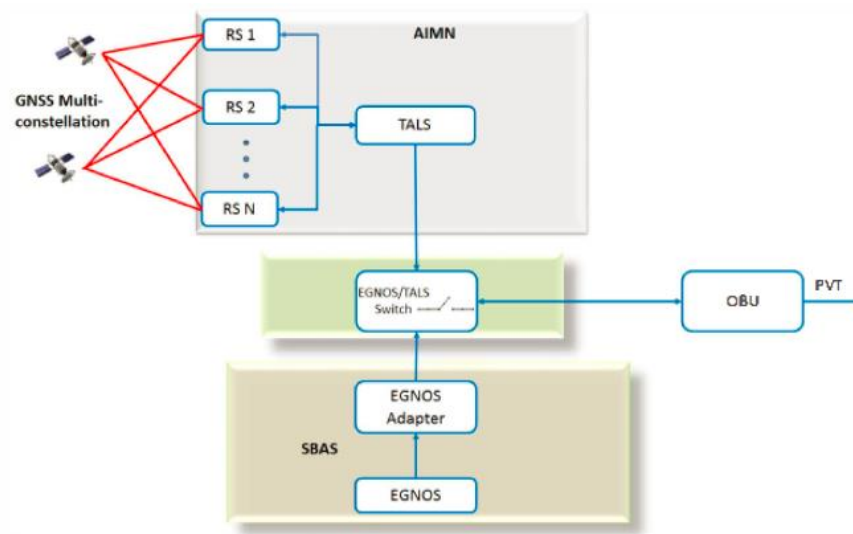 RS 1
AIMN
GNSS Multi-
constellation
RS 2
TALS
RS N
EGNOS/TALS
Switch
OBU
PVT
EGNOS
Adapter
SBAS
EGNOS